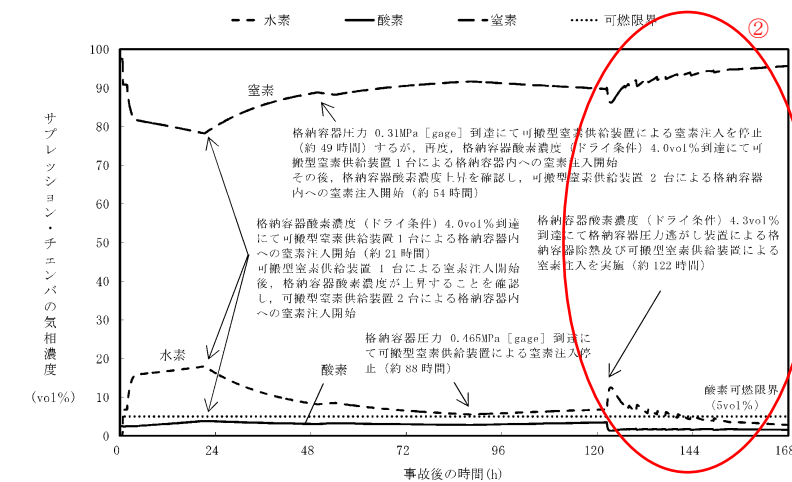 水素 酸素 窒素 可燃限界
②
サプレッション・チェンバの気相濃度
(vol%)
100
90
80
70
60
50
40
30
20
10
0
窒素
格納容器圧力 0.31MPa［gage］到達にて可搬型窒素供給装置による窒素注入を停止
（約 49 時間）するが，再度，格納容器酸素濃度（ドライ条件）4.0vol%到達にて可
搬型窒素供給装置１台による格納容器内への窒素注入開始
その後，格納容器酸素濃度上昇を確認し，可搬型窒素供給装置 2 台による格納容器
内への窒素注入開始（約 54 時間）
格納容器酸素濃度（ドライ条件）4.0vol%到達
にて可搬型窒素供給装置１台による格納容器内
への窒素注入開始（約 21 時間）
可搬型窒素供給装置 1 台による窒素注入開始
後，格納容器酸素濃度が上昇することを確認
し，可搬型窒素供給装置２台による格納容器内
への窒素注入開始
格納容器酸素濃度（ドライ条件）4.3vol%
到達にて格納容器圧力逃がし装置による格
納容器除熱及び可搬型窒素供給装置による
窒素注入を実施（約 122 時間）
格納容器圧力 0.465MPa［gage］到達に
て可搬型窒素供給装置による窒素注入停
止（約 88 時間）
水素
酸素
酸素可燃限界
(5vol%)
0 24 48 72 96 120 144 168
事故後の時間(h)